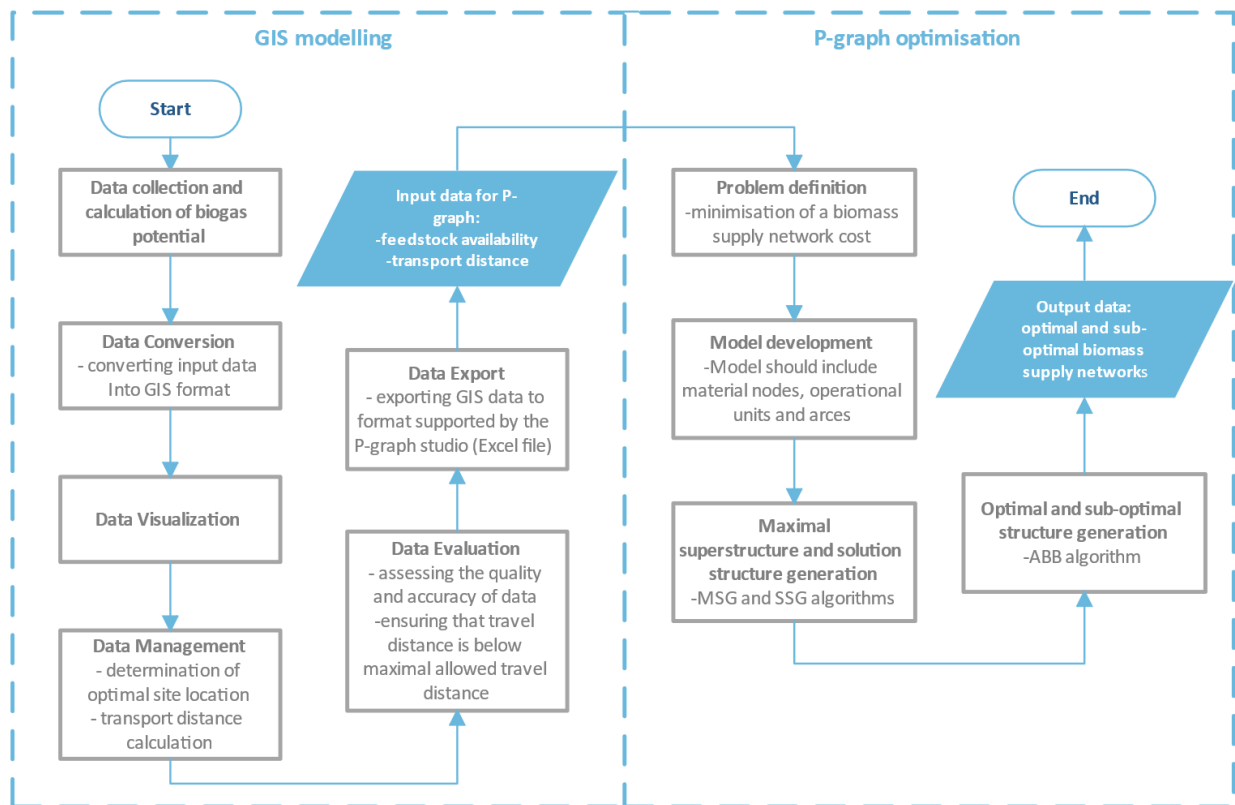 GIS modelling
Start
Data collection and
calculation of biogas
potential
Data Conversion
- converting input data
Into GIS format
Data Visualization
Data Management
- determination of
optimal site location
- transport distance
calculation
Input data for P-
graph:
-feedstock availability
-transport distance
Data Export
- exporting GIS data to
format supported by the
P-graph studio (Excel file)
Data Evaluation
- assessing the quality
and accuracy of data
-ensuring that travel
distance is below
maximal allowed travel
distance
P-graph optimisation
Problem definition
-minimisation of a biomass
supply network cost
Model development
-Model should include
material nodes, operational
units and arces
Maximal
superstructure and solution
structure generation
-MSG and SSG algorithms
End
Output data:
optimal and sub-
optimal biomass
supply networks
Optimal and sub-optimal
structure generation
-ABB algorithm